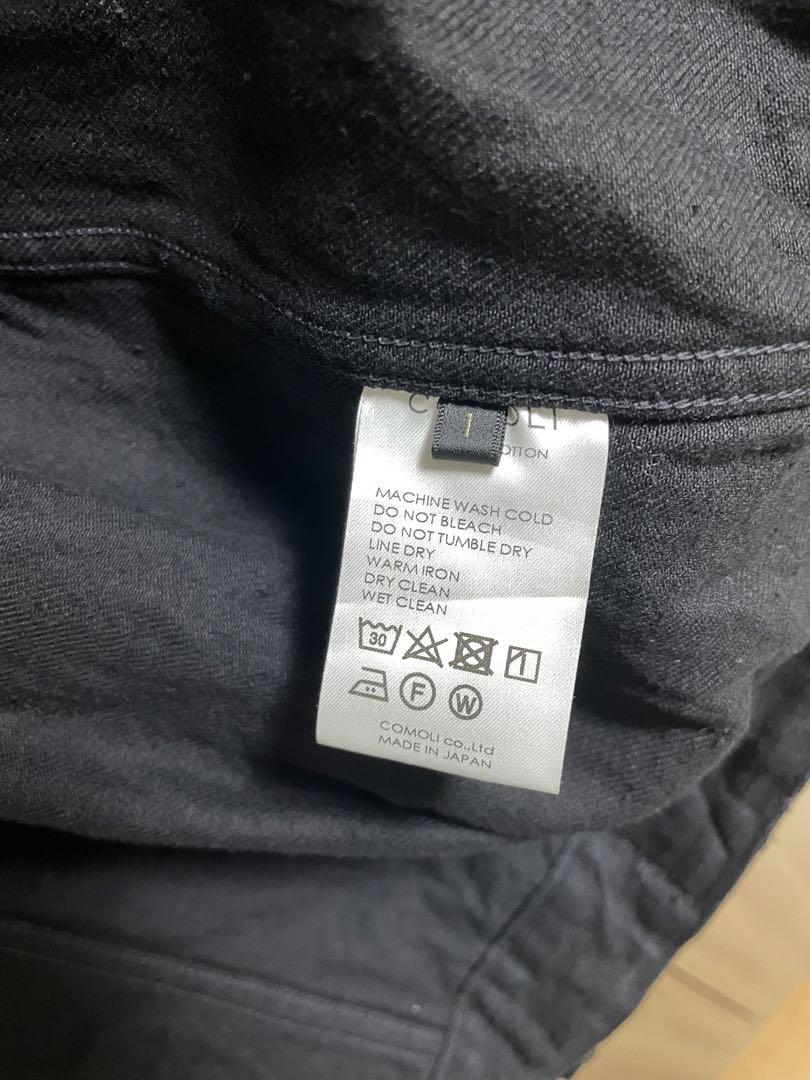 1
MACHINE WASH COLD
DO NOT BLEACH
DO NOT TUMBLE DRY
LINE DRY
WARM IRON
DRY CLEAN
WET CLEAN
30
F W
COMOLI co.,Ltd
MADE IN JAPAN